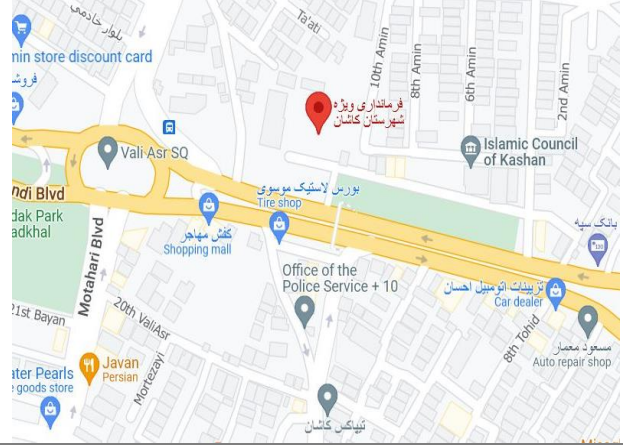 بلوار خادمی
Ta'ati
min store discount card
فروش
10th Amin
8th Amin
6th Amin
2nd Amin
فرمانداری ویژه
شهرستان کاشان
Vali Asr SQ
Islamic Council
of Kashan
ndi Blvd
dak Park
adkhal
Motahari Blvd
بورس لاستیک موسوی
Tire shop
کفش مهاجر
Shopping mall
بانک سپه
Office of the
Police Service + 10
تزیینات اتومبیل احسان
Car dealer
21st Bayan
20th ValiAsr
8th Tohid
مسعود معمار
Auto repair shop
Javan
Persian
Mortezayi
ater Pearls
e goods store
تیپاکس کاشان